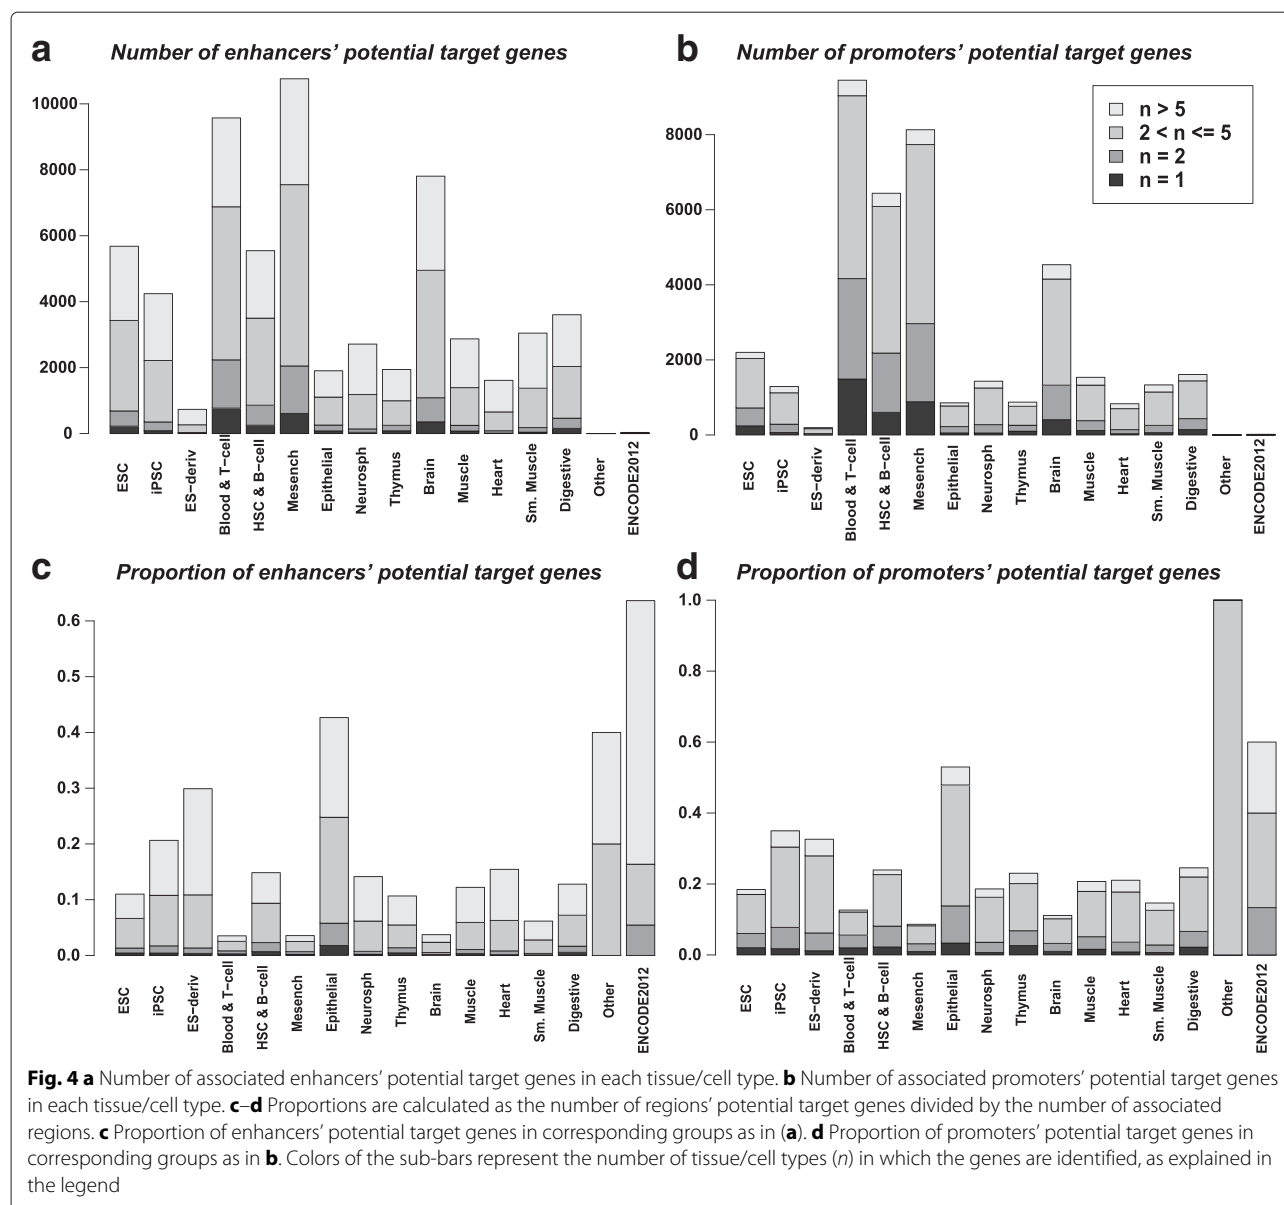 a Number of enhancers’ potential target genes
10000
8000
6000
4000
2000
0
ESC
iPSC
ES−deriv
Blood & T−cell
HSC & B−cell
Mesench
Epithelial
Neurosph
Thymus
Brain
Muscle
Heart
Sm. Muscle
Digestive
Other
ENCODE2012
b Number of promoters’ potential target genes
n > 5
2 < n <= 5
n = 2
n = 1
8000
6000
4000
2000
0
ESC
iPSC
ES−deriv
Blood & T−cell
HSC & B−cell
Mesench
Epithelial
Neurosph
Thymus
Brain
Muscle
Heart
Sm. Muscle
Digestive
Other
ENCODE2012
c Proportion of enhancers’ potential target genes
0.6
0.5
0.4
0.3
0.2
0.1
0.0
ESC
iPSC
ES−deriv
Blood & T−cell
HSC & B−cell
Mesench
Epithelial
Neurosph
Thymus
Brain
Muscle
Heart
Sm. Muscle
Digestive
Other
ENCODE2012
d Proportion of promoters’ potential target genes
1.0
0.8
0.6
0.4
0.2
0.0
ESC
iPSC
ES−deriv
Blood & T−cell
HSC & B−cell
Mesench
Epithelial
Neurosph
Thymus
Brain
Muscle
Heart
Sm. Muscle
Digestive
Other
ENCODE2012
Fig. 4 a Number of associated enhancers’ potential target genes in each tissue/cell type. b Number of associated promoters’ potential target genes
in each tissue/cell type. c–d Proportions are calculated as the number of regions’ potential target genes divided by the number of associated
regions. c Proportion of enhancers’ potential target genes in corresponding groups as in (a). d Proportion of promoters’ potential target genes in
corresponding groups as in b. Colors of the sub-bars represent the number of tissue/cell types (n) in which the genes are identified, as explained in
the legend